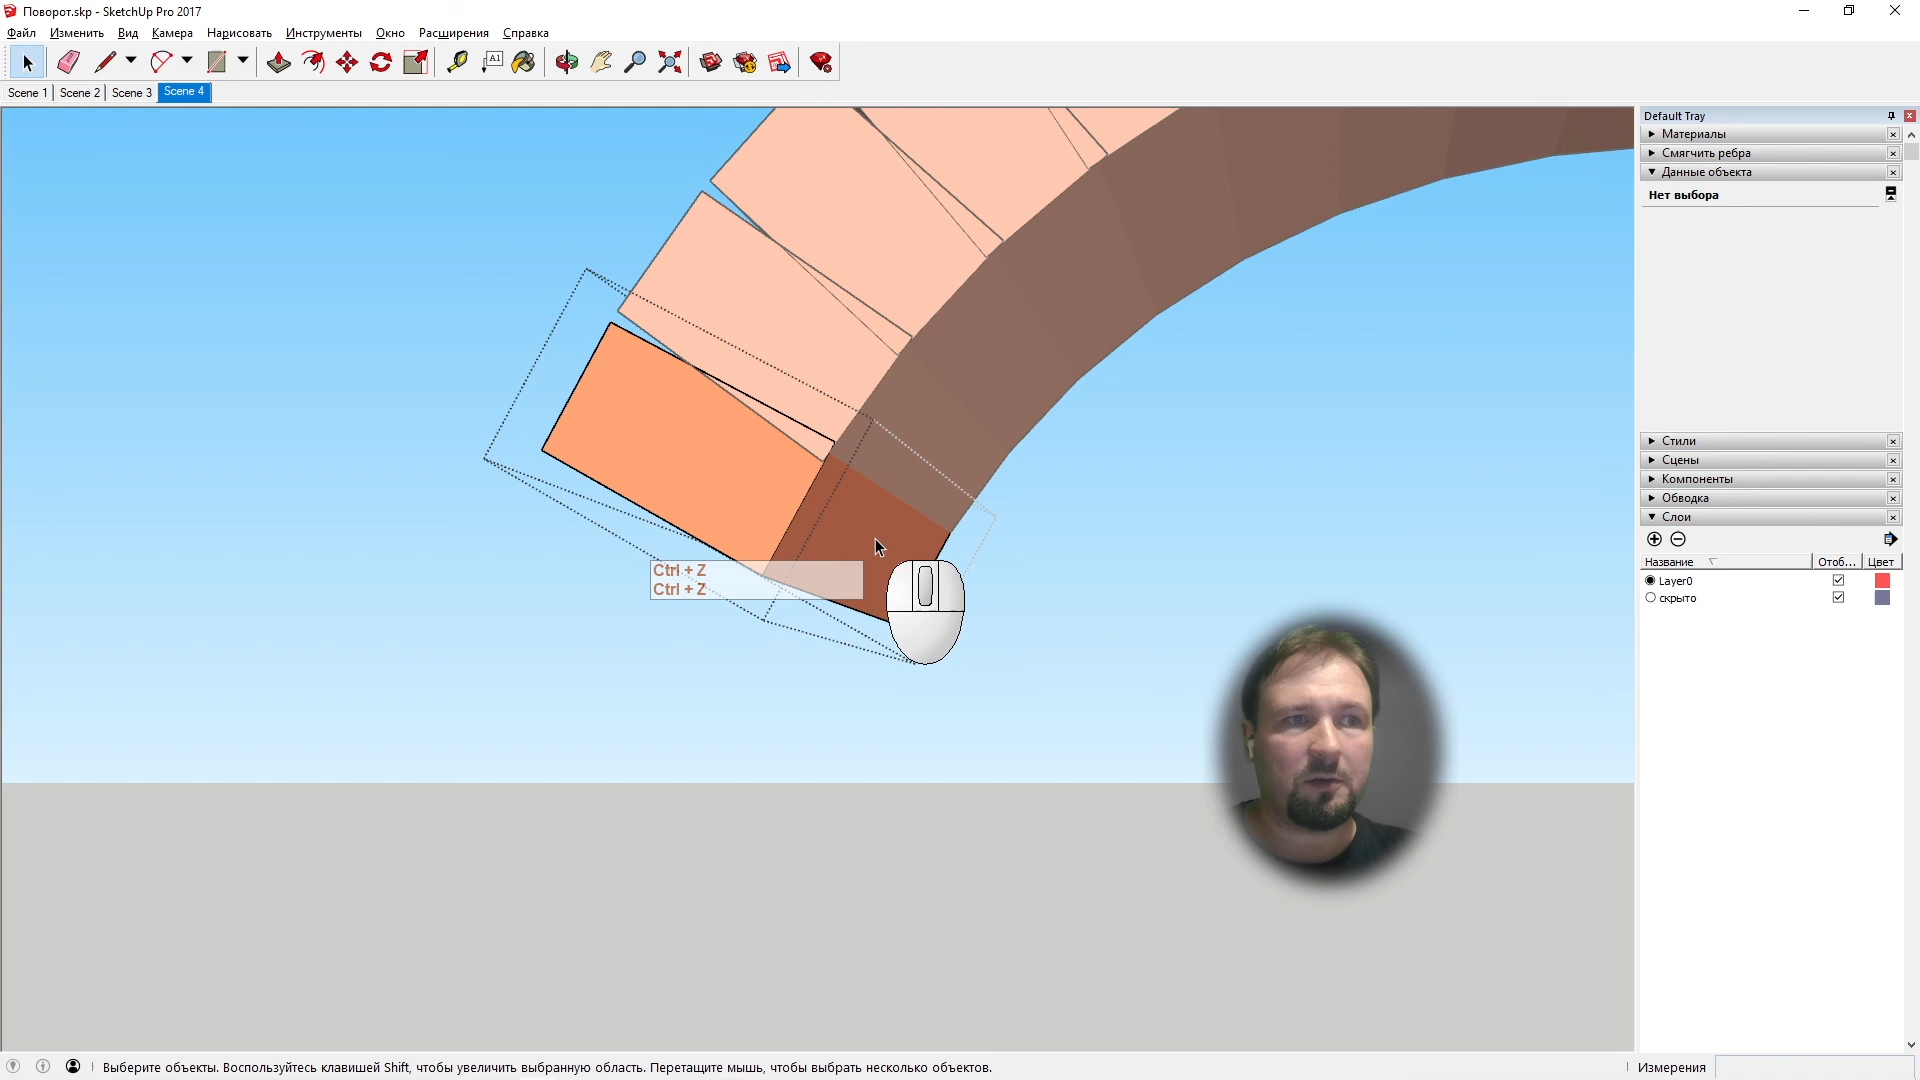 Поворот.skp - SketchUp Pro 2017
Файл Изменить Вид Камера Нарисовать Инструменты Окно Расширения Справка
A1
Scene 1 Scene 2 Scene 3 Scene 4
Default Tray
Материалы
Смягчить ребра
Данные объекта
Нет выбора
Стили
Сцены
Компоненты
Обводка
Слои
Название Отоб... Цвет
Layer0
скрыто
Ctrl + Z
Ctrl + Z
Выберите объекты. Воспользуйтесь клавишей Shift, чтобы увеличить выбранную область. Перетащите мышь, чтобы выбрать несколько объектов.
Измерения